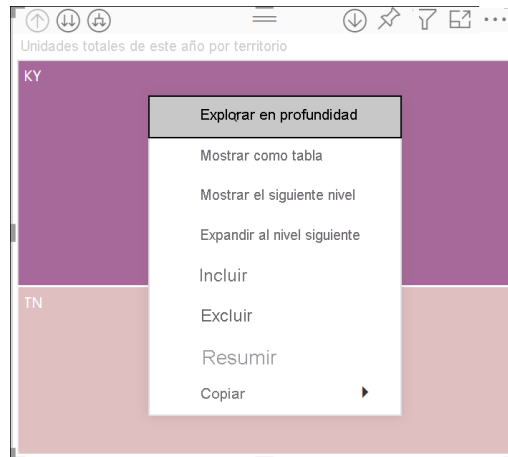 Unidades totales de este año por territorio
KY
Explorar en profundidad
Mostrar como tabla
Mostrar el siguiente nivel
Expandir al nivel siguiente
Incluir
Excluir
TN
Resumir
Copiar